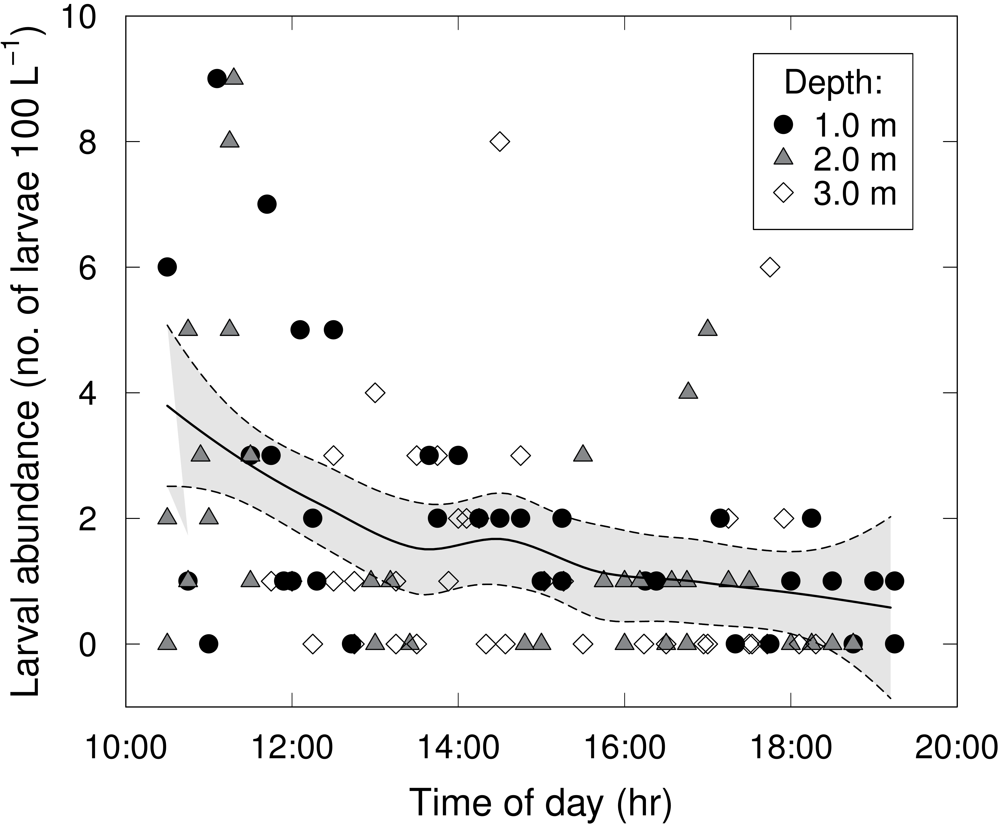 Larval abundance (no. of larvae 100 L⁻¹)
10
8
6
4
2
0
Depth:
1.0 m
2.0 m
3.0 m
10:00 12:00 14:00 16:00 18:00 20:00
Time of day (hr)